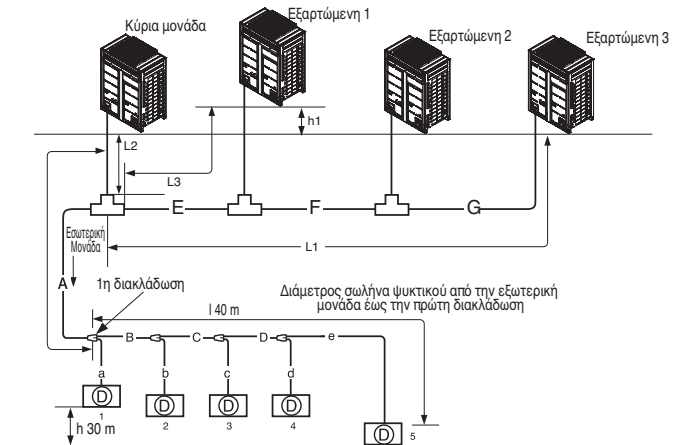 Κύρια μονάδα
Εξαρτώμενη 1
Εξαρτώμενη 2
Εξαρτώμενη 3
h1
L2
L3
E
F
G
L1
Εσωτερική
Μονάδα
A
1η διακλάδωση
Διάμετρος σωλήνα ψυκτικού από την εξωτερική
μονάδα έως την πρώτη διακλάδωση
l 40 m
B
C
D
e
a
b
c
d
D
1
D
2
D
3
D
4
D
5
h 30 m